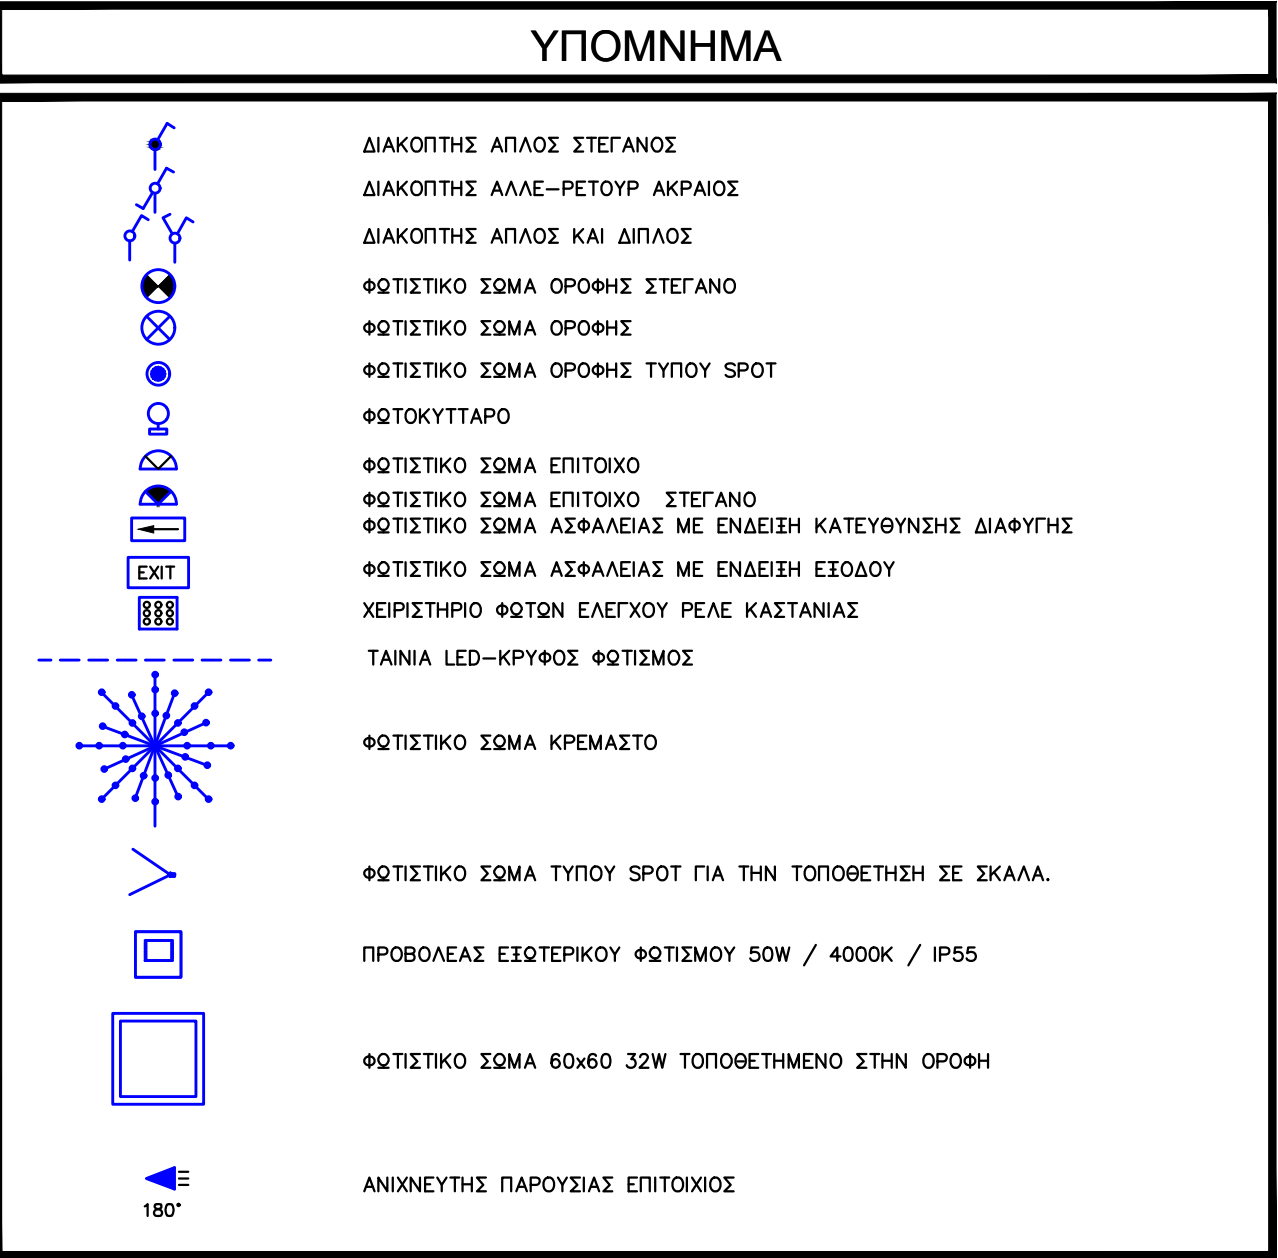 ΥΠΟΜΝΗΜΑ
ΔΙΑΚΟΠΤΗΣ ΑΠΛΟΣ ΣΤΕΓΑΝΟΣ
ΔΙΑΚΟΠΤΗΣ ΑΛΛΕ-ΡΕΤΟΥΡ ΑΚΡΑΙΟΣ
ΔΙΑΚΟΠΤΗΣ ΑΠΛΟΣ ΚΑΙ ΔΙΠΛΟΣ
ΦΩΤΙΣΤΙΚΟ ΣΩΜΑ ΟΡΟΦΗΣ ΣΤΕΓΑΝΟ
ΦΩΤΙΣΤΙΚΟ ΣΩΜΑ ΟΡΟΦΗΣ
ΦΩΤΙΣΤΙΚΟ ΣΩΜΑ ΟΡΟΦΗΣ ΤΥΠΟΥ SPOT
ΦΩΤΟΚΥΤΤΑΡΟ
ΦΩΤΙΣΤΙΚΟ ΣΩΜΑ ΕΠΙΤΟΙΧΟ
ΦΩΤΙΣΤΙΚΟ ΣΩΜΑ ΕΠΙΤΟΙΧΟ ΣΤΕΓΑΝΟ
ΦΩΤΙΣΤΙΚΟ ΣΩΜΑ ΑΣΦΑΛΕΙΑΣ ΜΕ ΕΝΔΕΙΞΗ ΚΑΤΕΥΘΥΝΣΗΣ ΔΙΑΦΥΓΗΣ
EXIT ΦΩΤΙΣΤΙΚΟ ΣΩΜΑ ΑΣΦΑΛΕΙΑΣ ΜΕ ΕΝΔΕΙΞΗ ΕΞΟΔΟΥ
ΧΕΙΡΙΣΤΗΡΙΟ ΦΩΤΩΝ ΕΛΕΓΧΟΥ ΡΕΛΕ ΚΑΣΤΑΝΙΑΣ
ΤΑΙΝΙΑ LED-ΚΡΥΦΟΣ ΦΩΤΙΣΜΟΣ
ΦΩΤΙΣΤΙΚΟ ΣΩΜΑ ΚΡΕΜΑΣΤΟ
ΦΩΤΙΣΤΙΚΟ ΣΩΜΑ ΤΥΠΟΥ SPOT ΓΙΑ ΤΗΝ ΤΟΠΟΘΕΤΗΣΗ ΣΕ ΣΚΑΛΑ.
ΠΡΟΒΟΛΕΑΣ ΕΞΩΤΕΡΙΚΟΥ ΦΩΤΙΣΜΟΥ 50W / 4000K / IP55
ΦΩΤΙΣΤΙΚΟ ΣΩΜΑ 60x60 32W ΤΟΠΟΘΕΤΗΜΕΝΟ ΣΤΗΝ ΟΡΟΦΗ
ΑΝΙΧΝΕΥΤΗΣ ΠΑΡΟΥΣΙΑΣ ΕΠΙΤΟΙΧΙΟΣ
180°